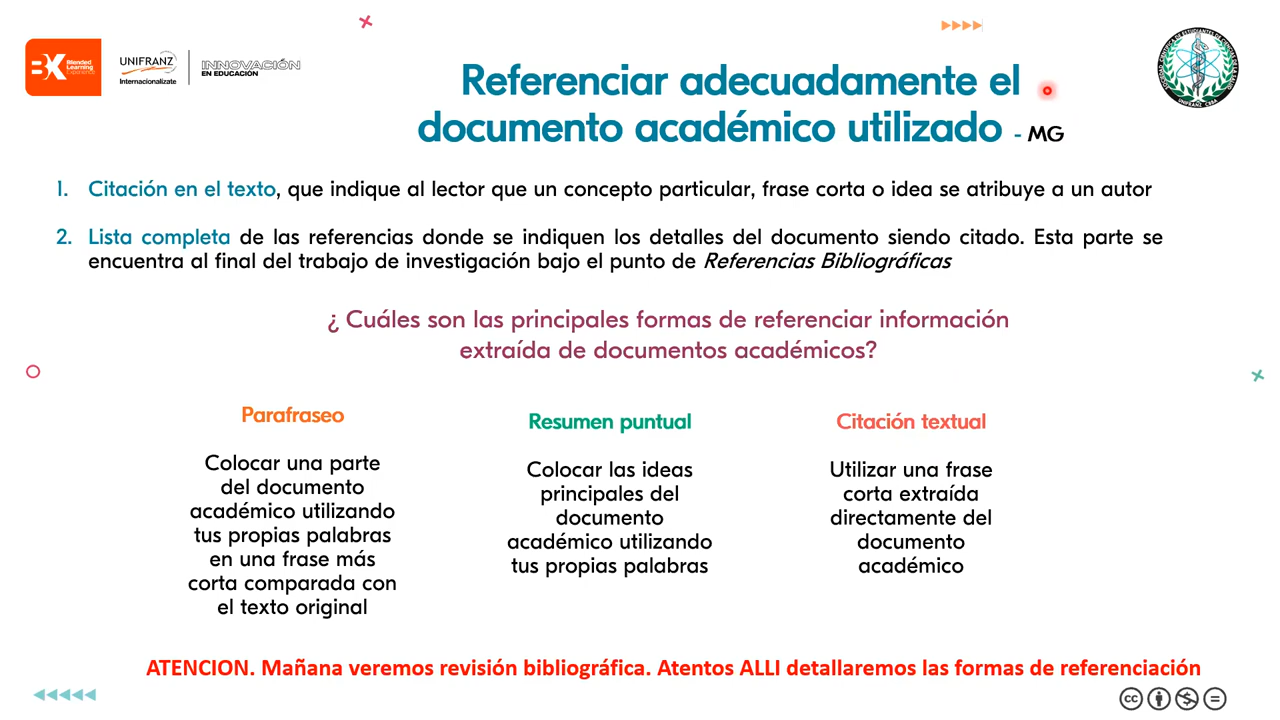 BX Blended Learning Experience
UNIFRANZ
Internacionalízate
INNOVACIÓN
EN EDUCACIÓN
Referenciar adecuadamente el
documento académico utilizado - MG
1. Citación en el texto, que indique al lector que un concepto particular, frase corta o idea se atribuye a un autor
2. Lista completa de las referencias donde se indiquen los detalles del documento siendo citado. Esta parte se
encuentra al final del trabajo de investigación bajo el punto de Referencias Bibliográficas
¿ Cuáles son las principales formas de referenciar información
extraída de documentos académicos?
Parafraseo
Colocar una parte
del documento
académico utilizando
tus propias palabras
en una frase más
corta comparada con
el texto original
Resumen puntual
Colocar las ideas
principales del
documento
académico utilizando
tus propias palabras
Citación textual
Utilizar una frase
corta extraída
directamente del
documento
académico
ATENCION. Mañana veremos revisión bibliográfica. Atentos ALLI detallaremos las formas de referenciación
cc